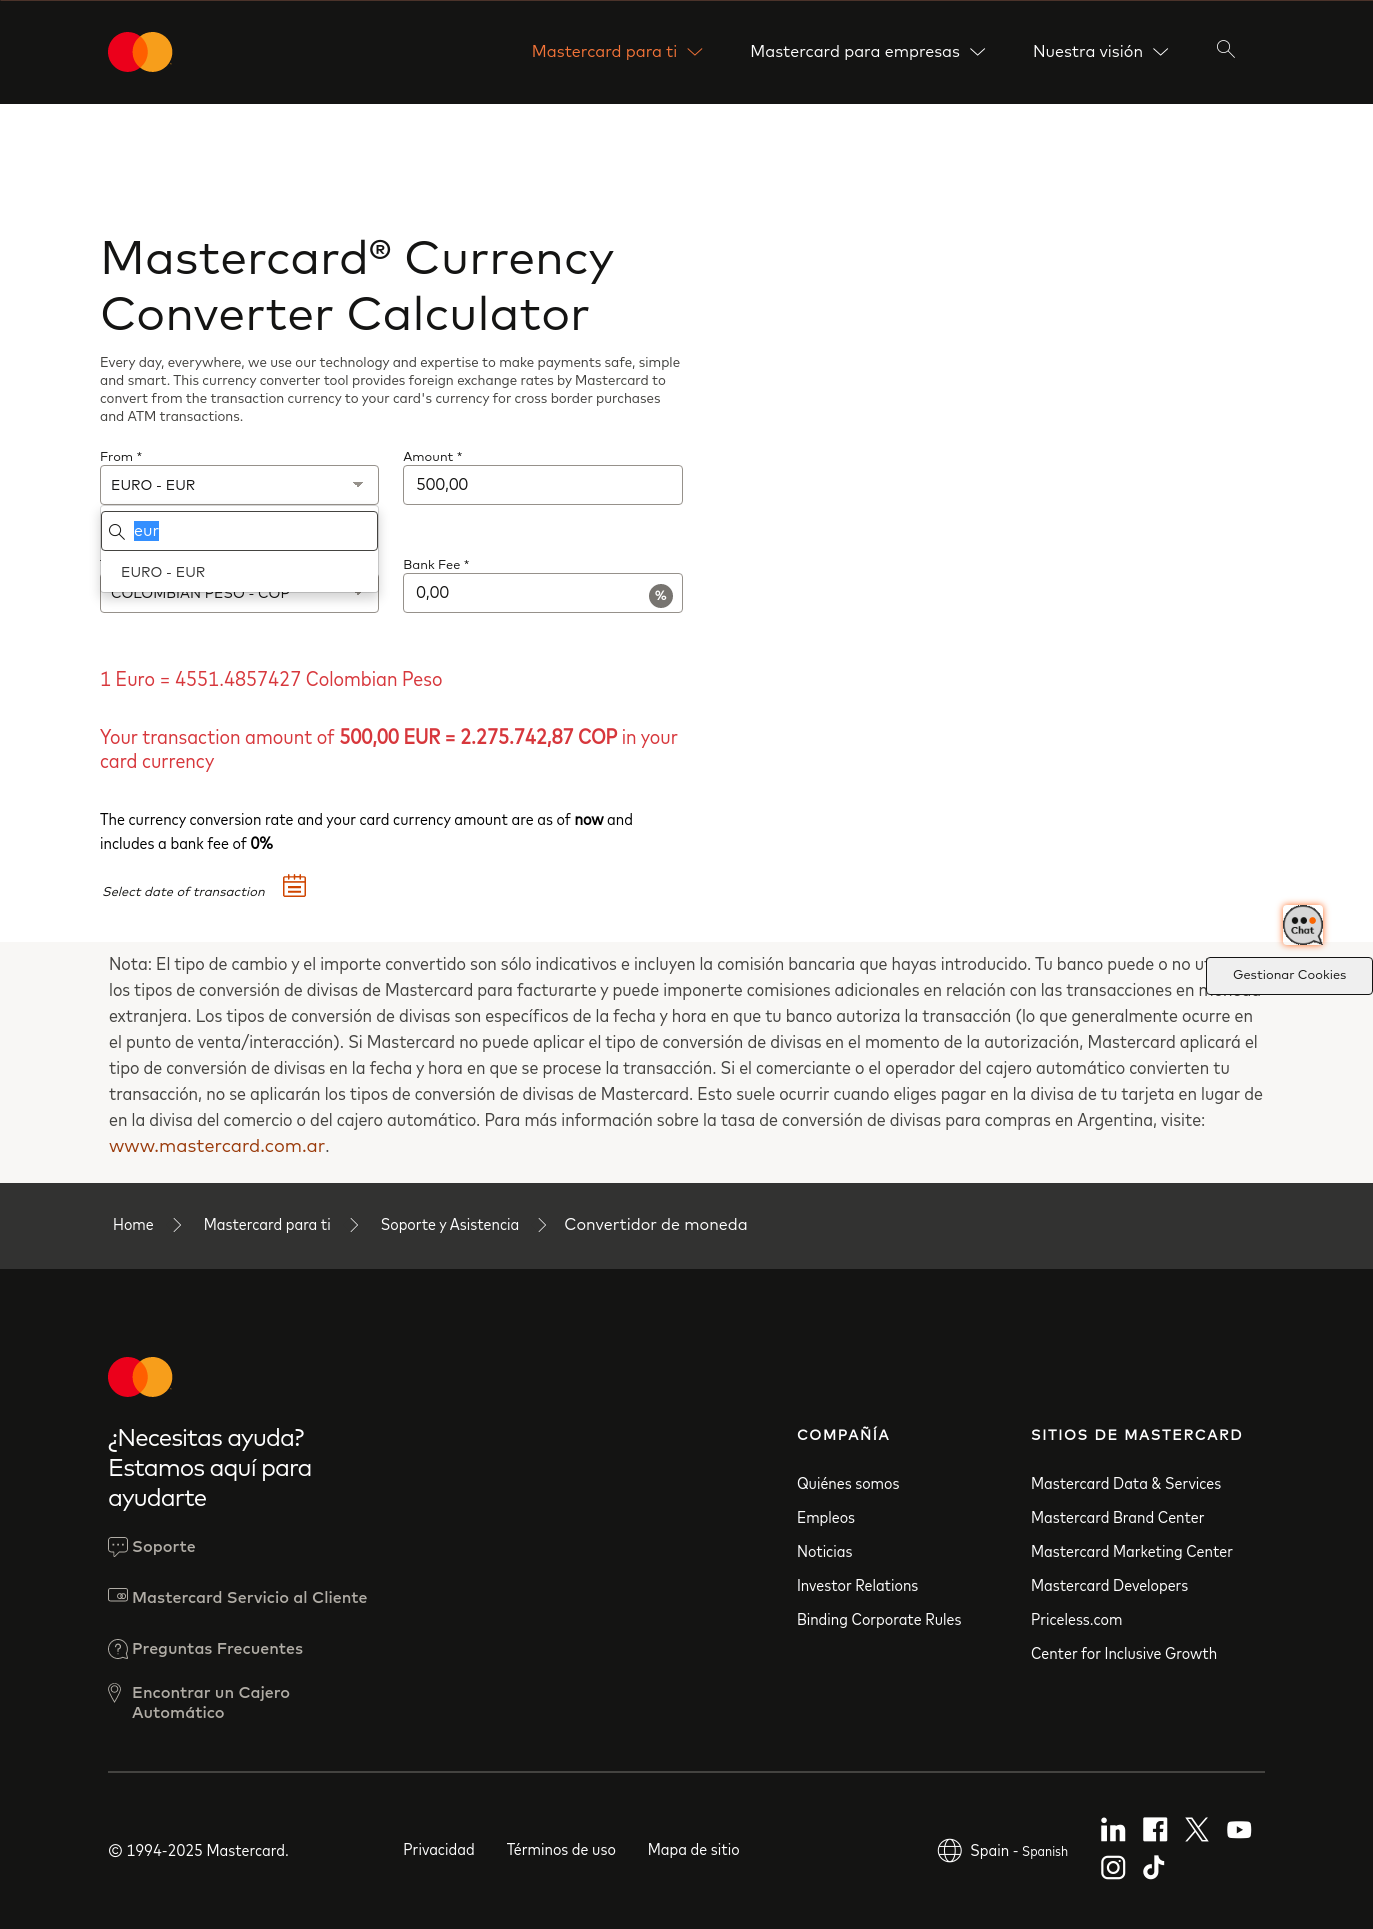 Mastercard para ti
Mastercard para empresas
Nuestra visión
Mastercard® Currency
Converter Calculator
Every day, everywhere, we use our technology and expertise to make payments safe, simple
and smart. This currency converter tool provides foreign exchange rates by Mastercard to
convert from the transaction currency to your card's currency for cross border purchases
and ATM transactions.
From *
Amount *
EURO - EUR
500,00
eur
EURO - EUR
Bank Fee *
COLOMBIAN PESO - COP
0,00
%
1 Euro = 4551.4857427 Colombian Peso
Your transaction amount of 500,00 EUR = 2.275.742,87 COP in your
card currency
The currency conversion rate and your card currency amount are as of now and
includes a bank fee of 0%
Select date of transaction
Chat
Gestionar Cookies
Nota: El tipo de cambio y el importe convertido son sólo indicativos e incluyen la comisión bancaria que hayas introducido. Tu banco puede o no
los tipos de conversión de divisas de Mastercard para facturarte y puede imponerte comisiones adicionales en relación con las transacciones en moneda
extranjera. Los tipos de conversión de divisas son específicos de la fecha y hora en que tu banco autoriza la transacción (lo que generalmente ocurre en
el punto de venta/interacción). Si Mastercard no puede aplicar el tipo de conversión de divisas en el momento de la autorización, Mastercard aplicará el
tipo de conversión de divisas en la fecha y hora en que se procese la transacción. Si el comerciante o el operador del cajero automático convierten tu
transacción, no se aplicarán los tipos de conversión de divisas de Mastercard. Esto suele ocurrir cuando eliges pagar en la divisa de tu tarjeta en lugar de
en la divisa del comercio o del cajero automático. Para más información sobre la tasa de conversión de divisas para compras en Argentina, visite:
www.mastercard.com.ar.
Home
Mastercard para ti
Soporte y Asistencia
Convertidor de moneda
¿Necesitas ayuda?
Estamos aquí para
ayudarte
Soporte
Mastercard Servicio al Cliente
Preguntas Frecuentes
Encontrar un Cajero
Automático
COMPAÑÍA
Quiénes somos
Empleos
Noticias
Investor Relations
Binding Corporate Rules
SITIOS DE MASTERCARD
Mastercard Data & Services
Mastercard Brand Center
Mastercard Marketing Center
Mastercard Developers
Priceless.com
Center for Inclusive Growth
© 1994-2025 Mastercard.
Privacidad
Términos de uso
Mapa de sitio
Spain - Spanish